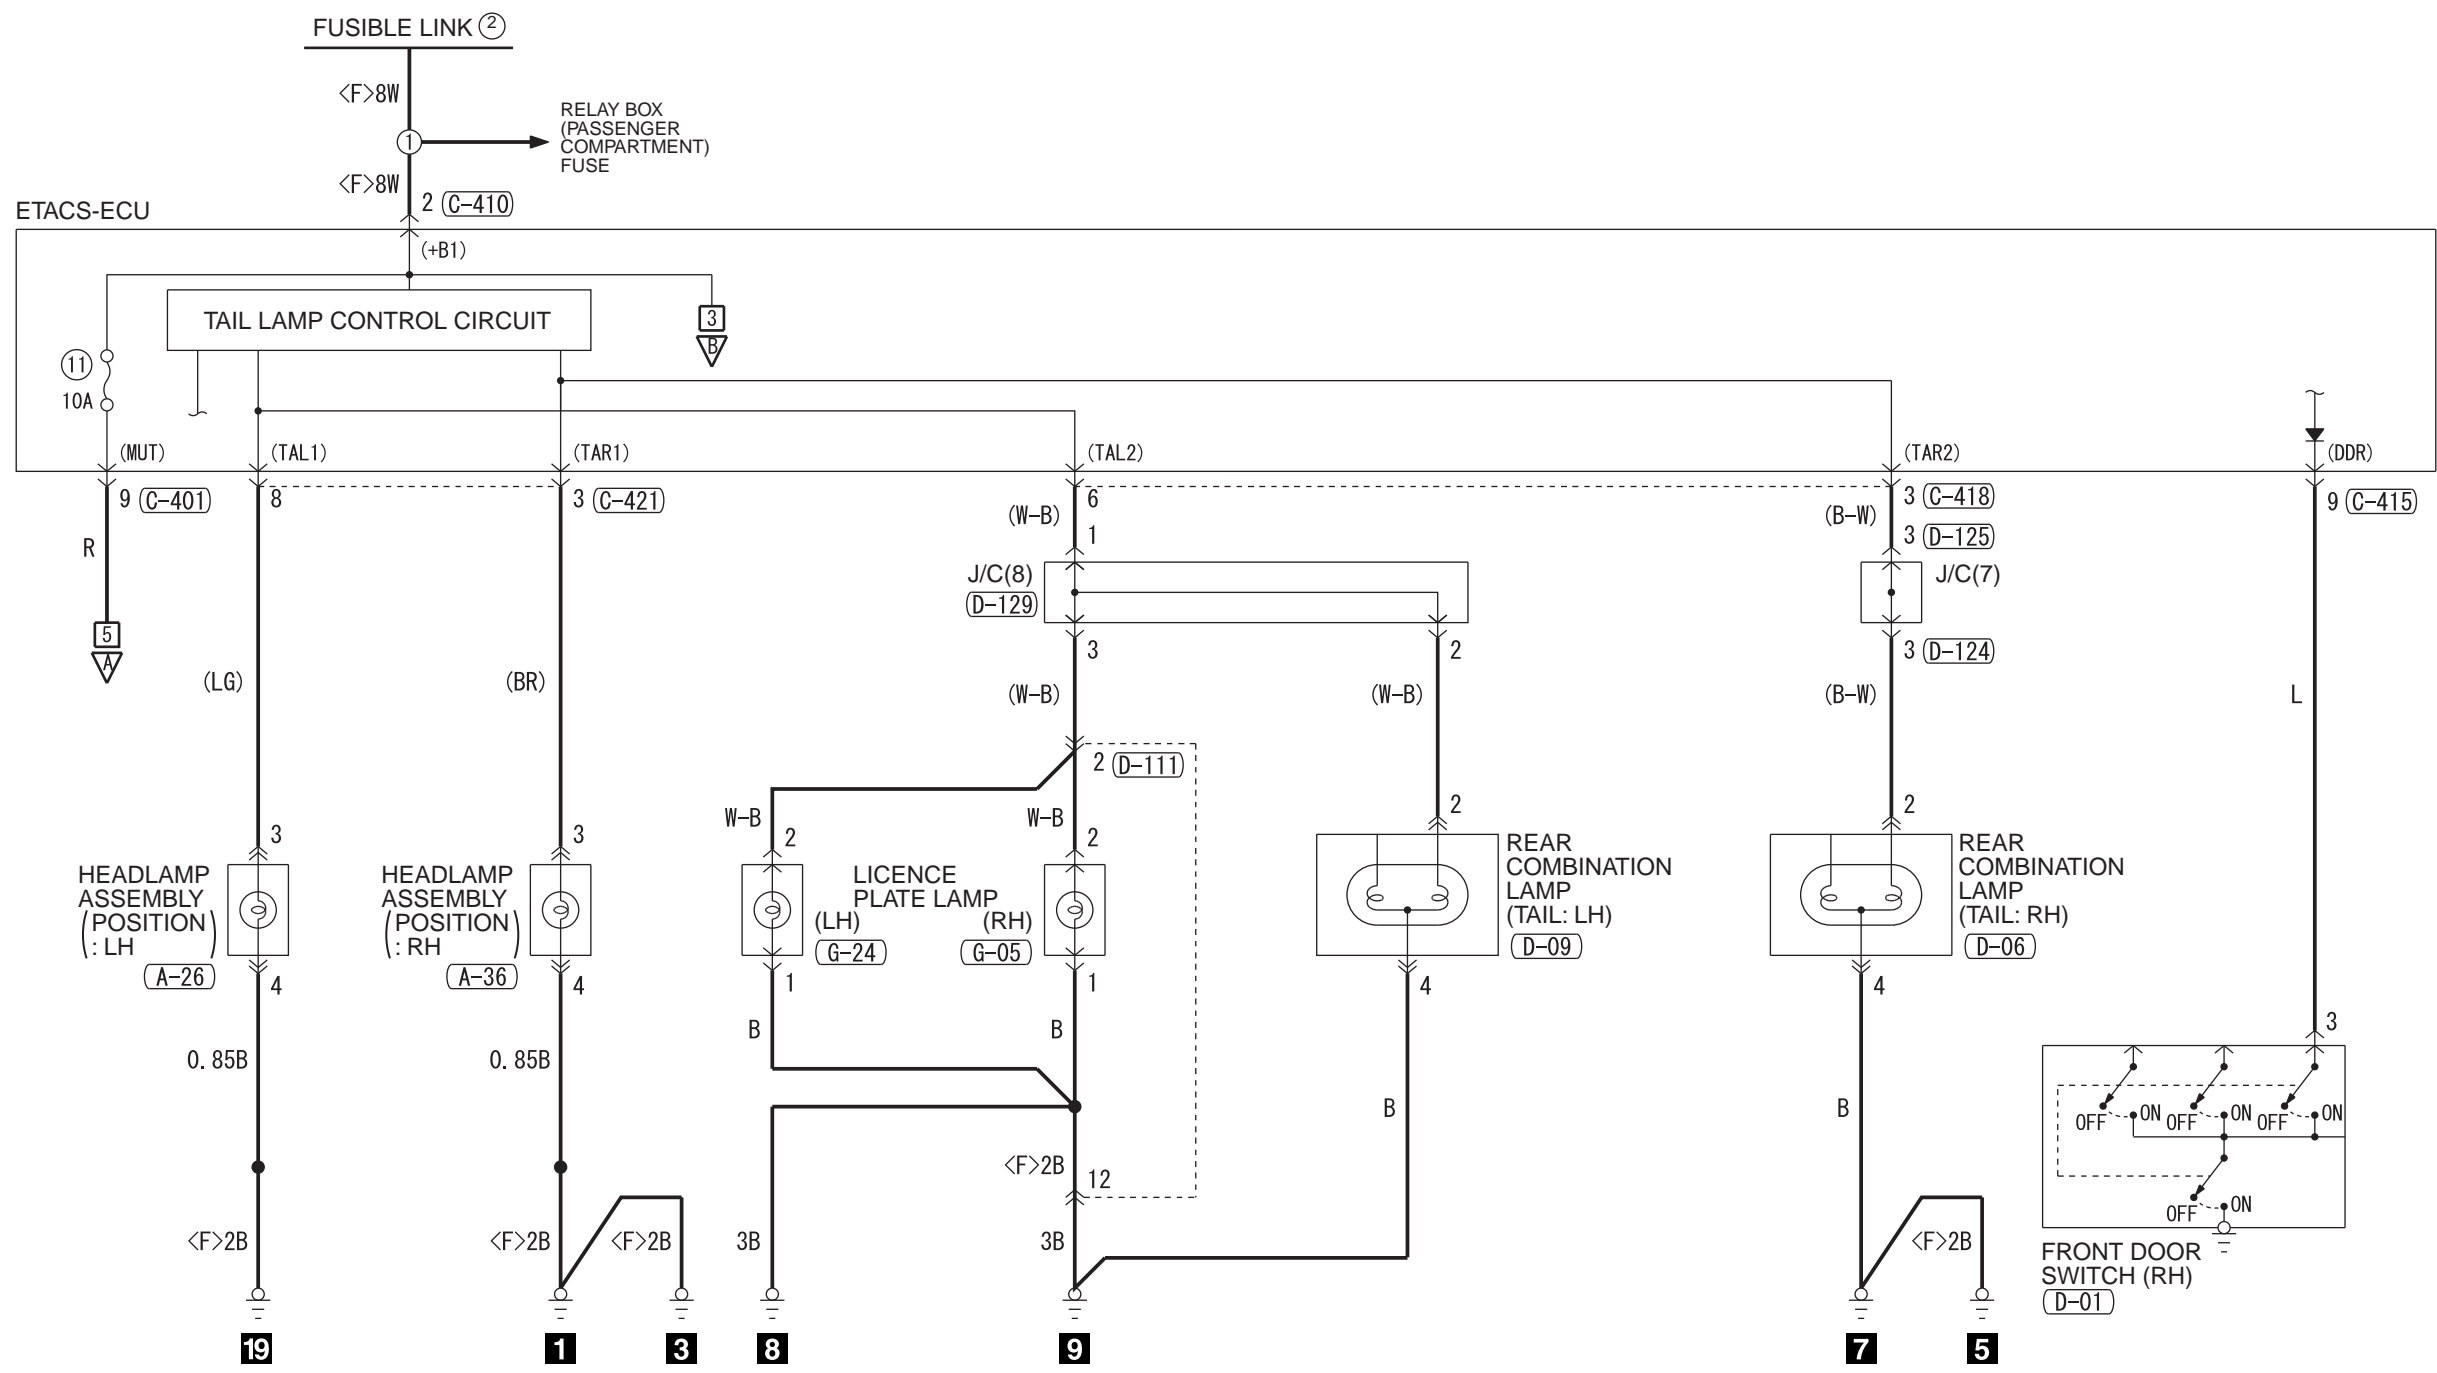 FUSIBLE LINK ②
<F>8W
①
RELAY BOX
(PASSENGER
COMPARTMENT)
FUSE
<F>8W
2 C-410
ETACS-ECU
(+B1)
TAIL LAMP CONTROL CIRCUIT
3
B
⑪
10A
(MUT)
(TAL1)
(TAR1)
(TAL2)
(TAR2)
(DDR)
9 C-401
8
3 C-421
6
3 C-418
9 C-415
(W-B)
(B-W)
1
3 D-125
R
J/C(8)
D-129
J/C(7)
5
A
3
2
3 D-124
(LG)
(BR)
(W-B)
(W-B)
(B-W)
L
2 D-111
W-B
W-B
2
2
2
2
3
3
HEADLAMP
ASSEMBLY
(POSITION
: LH)
A-26
HEADLAMP
ASSEMBLY
(POSITION
: RH)
A-36
LICENCE
PLATE LAMP
(LH)
G-24
(RH)
G-05
REAR
COMBINATION
LAMP
(TAIL: LH)
D-09
REAR
COMBINATION
LAMP
(TAIL: RH)
D-06
4
4
1
1
4
4
B
B
3
0.85B
0.85B
B
B
OFF ON OFF ON OFF ON
<F>2B
12
OFF ON
<F>2B
<F>2B
<F>2B
3B
3B
<F>2B
FRONT DOOR
SWITCH (RH)
D-01
19
1
3
8
9
7
5